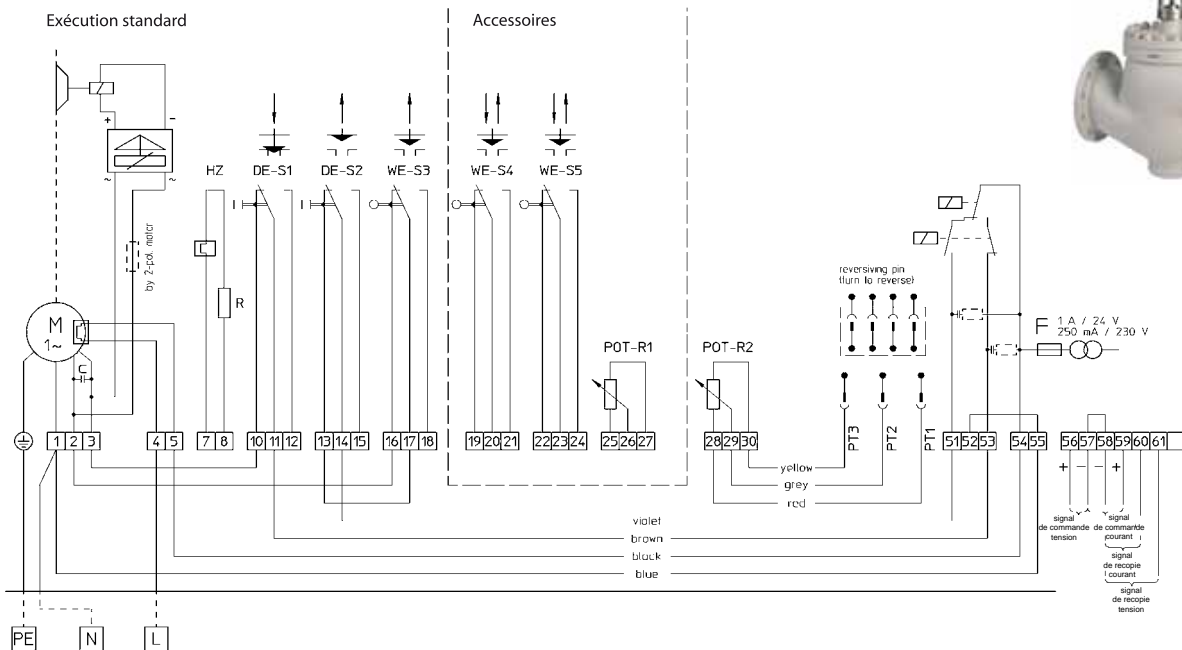 Exécution standard
Accessoires
+ −
~ ~
by 2-pol. motor
HZ DE-S1 DE-S2 WE-S3 WE-S4 WE-S5
R
M
1~
C
reversiving pin
(turn to reverse)
F 1 A / 24 V
250 mA / 230 V
POT-R1 POT-R2
PT3 PT2 PT1
1 2 3 4 5 7 8 10 11 12 13 14 15 16 17 18 19 20 21 22 23 24 25 26 27 28 29 30 51 52 53 54 55 56 57 58 59 60 61
+ − − +
yellow
grey
red
violet
brown
black
blue
signal
de commande
tension
signal
de commande
courant
signal
de recopie
courant
signal
de recopie
tension
PE N L